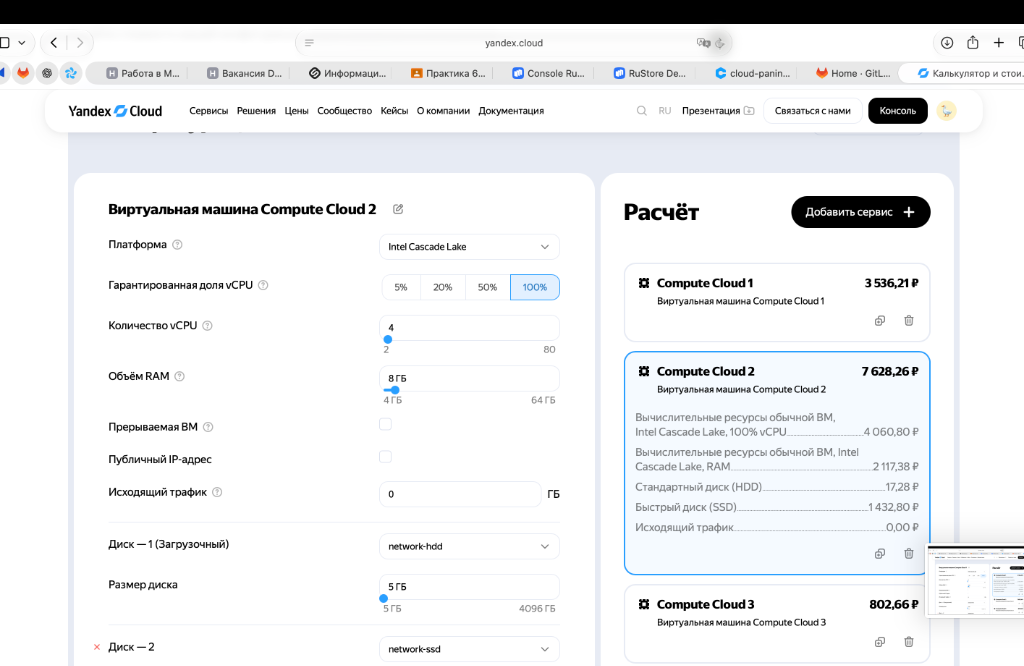 yandex.cloud
Работа в М...
Вакансия D...
Информаци...
Практика 6...
Console Ru...
RuStore De...
cloud-panin...
Home · GitL...
Калькулятор и стои...
Yandex Cloud
Сервисы Решения Цены Сообщество Кейсы О компании Документация
RU Презентация Связаться с нами Консоль
Виртуальная машина Compute Cloud 2
Платформа
Intel Cascade Lake
Гарантированная доля vCPU
5% 20% 50% 100%
Количество vCPU
4
2 80
Объём RAM
8 ГБ
4 ГБ 64 ГБ
Прерываемая ВМ
Публичный IP-адрес
Исходящий трафик
0 ГБ
Диск — 1 (Загрузочный)
network-hdd
Размер диска
5 ГБ
5 ГБ 4096 ГБ
Диск — 2
network-ssd
Расчёт
Добавить сервис
Compute Cloud 1 3 536,21 ₽
Виртуальная машина Compute Cloud 1
Compute Cloud 2 7 628,26 ₽
Виртуальная машина Compute Cloud 2
Вычислительные ресурсы обычной ВМ,
Intel Cascade Lake, 100% vCPU 4 060,80 ₽
Вычислительные ресурсы обычной ВМ, Intel
Cascade Lake, RAM 2 117,38 ₽
Стандартный диск (HDD) 17,28 ₽
Быстрый диск (SSD) 1 432,80 ₽
Исходящий трафик 0,00 ₽
Compute Cloud 3 802,66 ₽
Виртуальная машина Compute Cloud 3